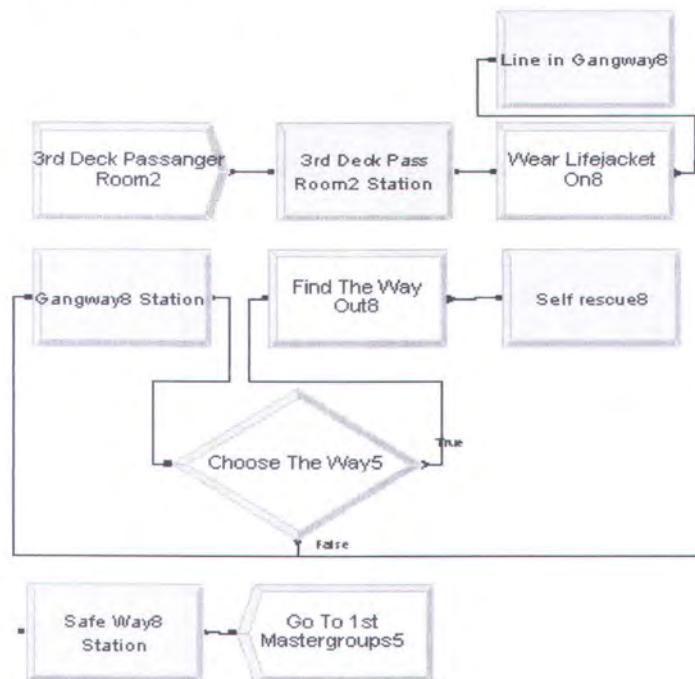 Line in Gangway8
3rd Deck Passanger
Room2
3rd Deck Pass
Room2 Station
Wear Lifejacket
On8
Gangway8 Station
Find The Way
Out8
Self rescue8
Choose The Way5
True
False
Safe Way8
Station
Go To 1st
Mastergroups5